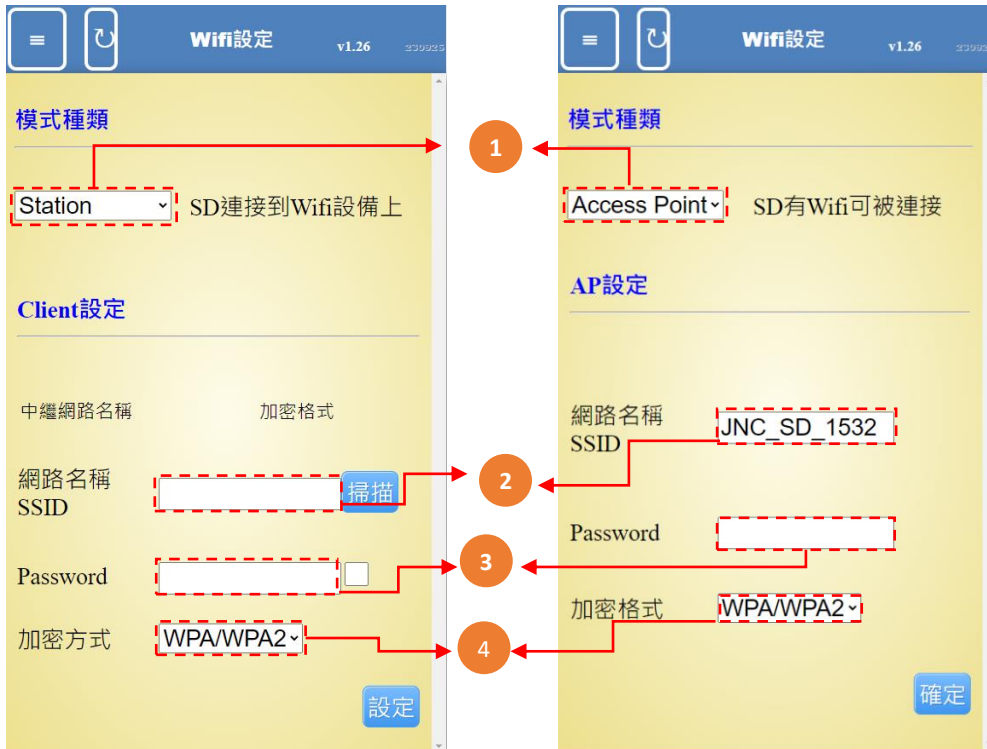 ≡ ↻ Wifi設定 v1.26 230925
模式種類
Station SD連接到Wifi設備上
Client設定
中繼網路名稱 加密格式
網路名稱
SSID
掃描
Password
加密方式 WPA/WPA2
設定
1
2
3
4
≡ ↻ Wifi設定 v1.26
模式種類
Access Point SD有Wifi可被連接
AP設定
網路名稱
SSID
JNC_SD_1532
Password
加密格式 WPA/WPA2
確定